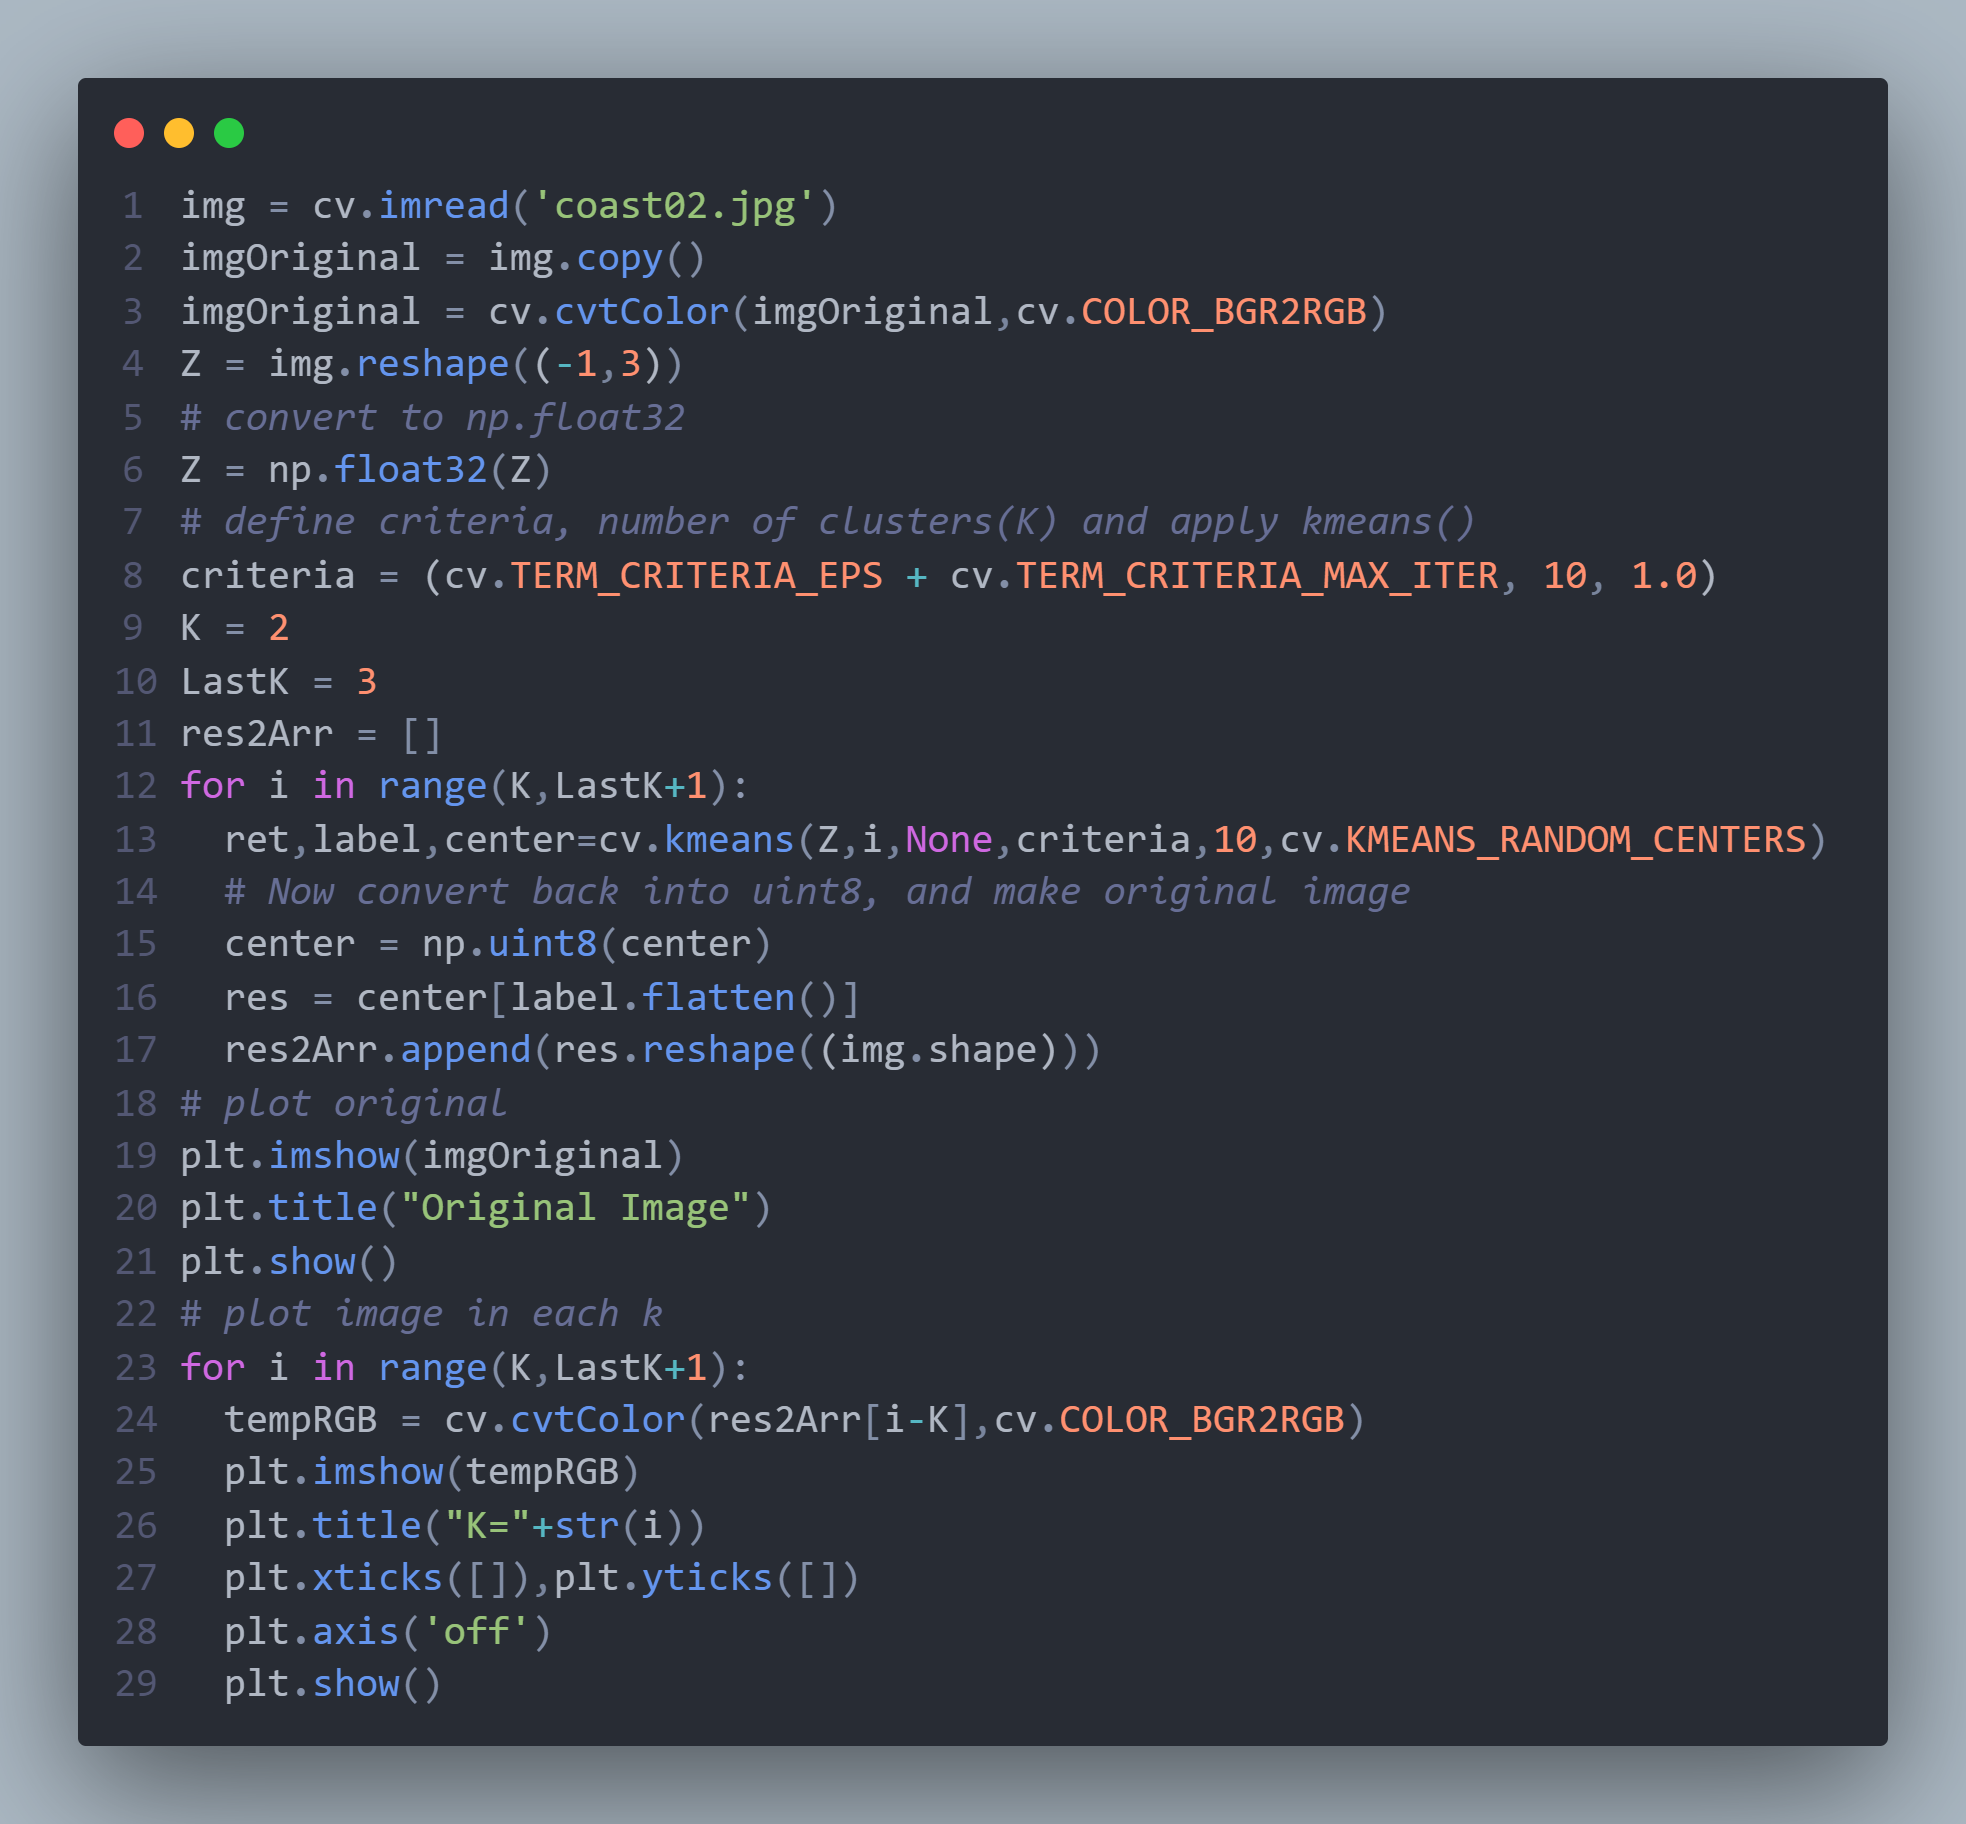 1 img = cv.imread('coast02.jpg')
2 imgOriginal = img.copy()
3 imgOriginal = cv.cvtColor(imgOriginal,cv.COLOR_BGR2RGB)
4 Z = img.reshape((-1,3))
5 # convert to np.float32
6 Z = np.float32(Z)
7 # define criteria, number of clusters(K) and apply kmeans()
8 criteria = (cv.TERM_CRITERIA_EPS + cv.TERM_CRITERIA_MAX_ITER, 10, 1.0)
9 K = 2
10 LastK = 3
11 res2Arr = []
12 for i in range(K,LastK+1):
13   ret,label,center=cv.kmeans(Z,i,None,criteria,10,cv.KMEANS_RANDOM_CENTERS)
14   # Now convert back into uint8, and make original image
15   center = np.uint8(center)
16   res = center[label.flatten()]
17   res2Arr.append(res.reshape((img.shape)))
18 # plot original
19 plt.imshow(imgOriginal)
20 plt.title("Original Image")
21 plt.show()
22 # plot image in each k
23 for i in range(K,LastK+1):
24   tempRGB = cv.cvtColor(res2Arr[i-K],cv.COLOR_BGR2RGB)
25   plt.imshow(tempRGB)
26   plt.title("K="+str(i))
27   plt.xticks([]),plt.yticks([])
28   plt.axis('off')
29   plt.show()